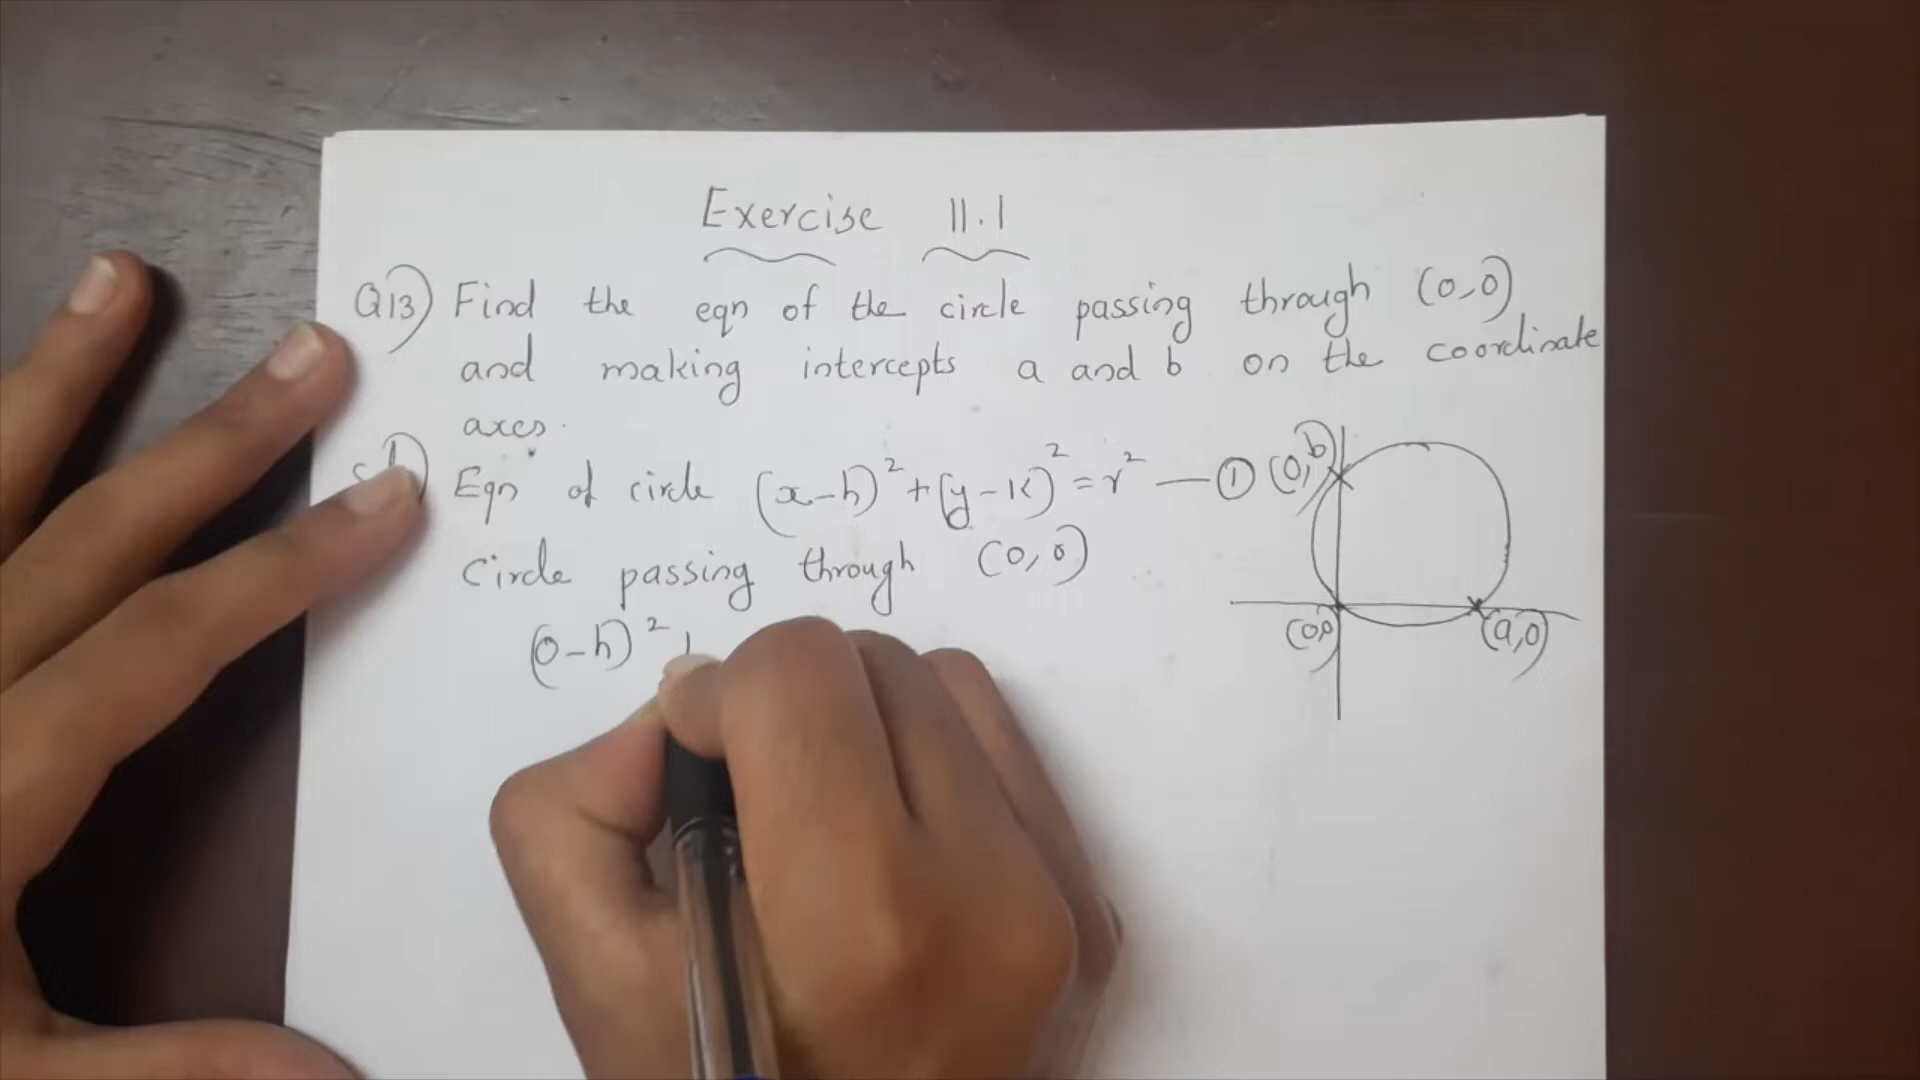 Exercise 11.1
Q13) Find the eqn of the circle passing through (0,0)
and making intercepts a and b on the coordinate
axes.
Eqn of circle (x-h)²+(y-k)²=r² — ①
Circle passing through (0,0)
(0-h)² +
(0,b)
(0,0)
(a,0)